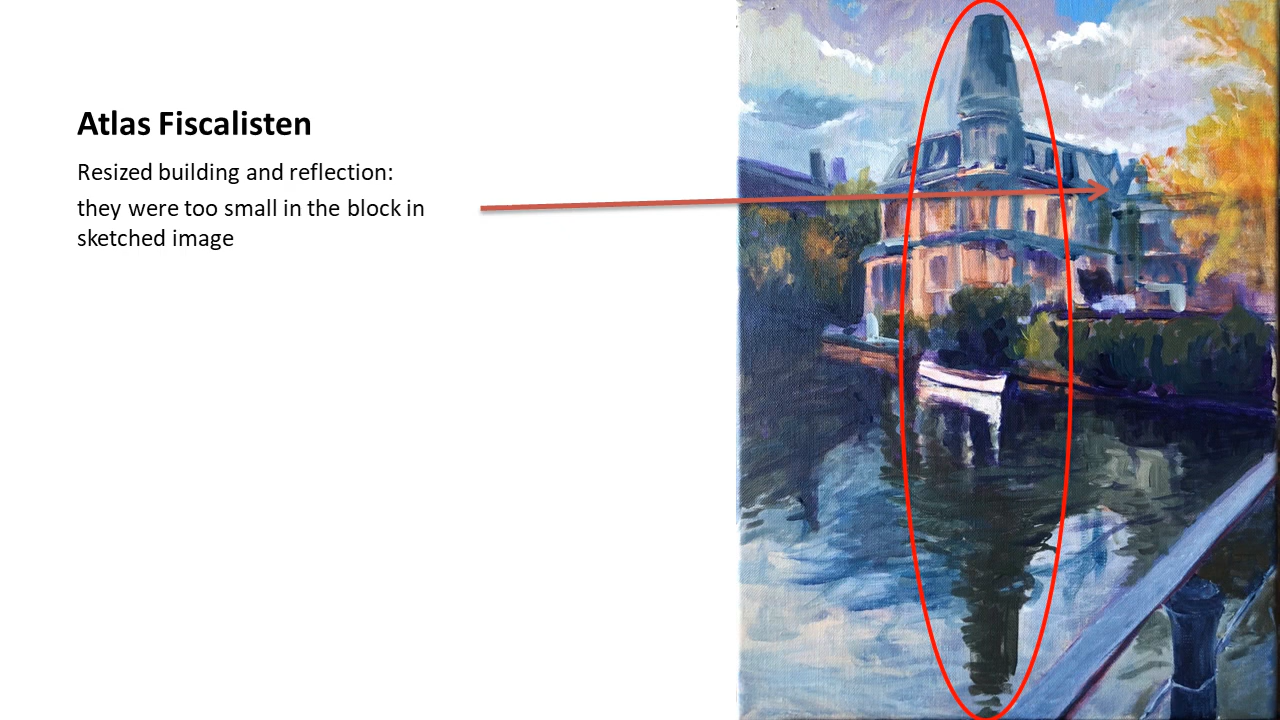 Atlas Fiscalisten
Resized building and reflection:
they were too small in the block in
sketched image